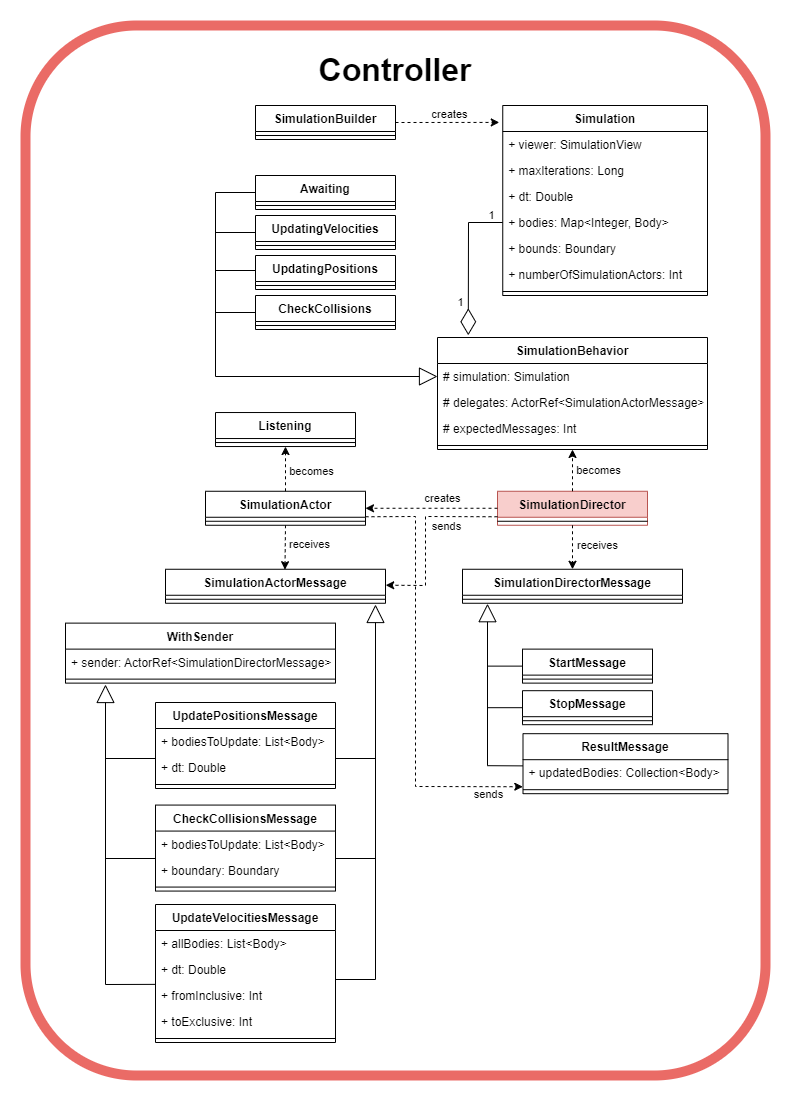 Controller
SimulationBuilder
creates
Simulation
+ viewer: SimulationView
+ maxIterations: Long
+ dt: Double
+ bodies: Map<Integer, Body>
+ bounds: Boundary
+ numberOfSimulationActors: Int
Awaiting
UpdatingVelocities
UpdatingPositions
CheckCollisions
1
1
SimulationBehavior
# simulation: Simulation
# delegates: ActorRef<SimulationActorMessage>
# expectedMessages: Int
Listening
becomes
becomes
SimulationActor
creates
sends
SimulationDirector
receives
receives
SimulationActorMessage
SimulationDirectorMessage
WithSender
+ sender: ActorRef<SimulationDirectorMessage>
StartMessage
StopMessage
ResultMessage
+ updatedBodies: Collection<Body>
sends
UpdatePositionsMessage
+ bodiesToUpdate: List<Body>
+ dt: Double
CheckCollisionsMessage
+ bodiesToUpdate: List<Body>
+ boundary: Boundary
UpdateVelocitiesMessage
+ allBodies: List<Body>
+ dt: Double
+ fromInclusive: Int
+ toExclusive: Int